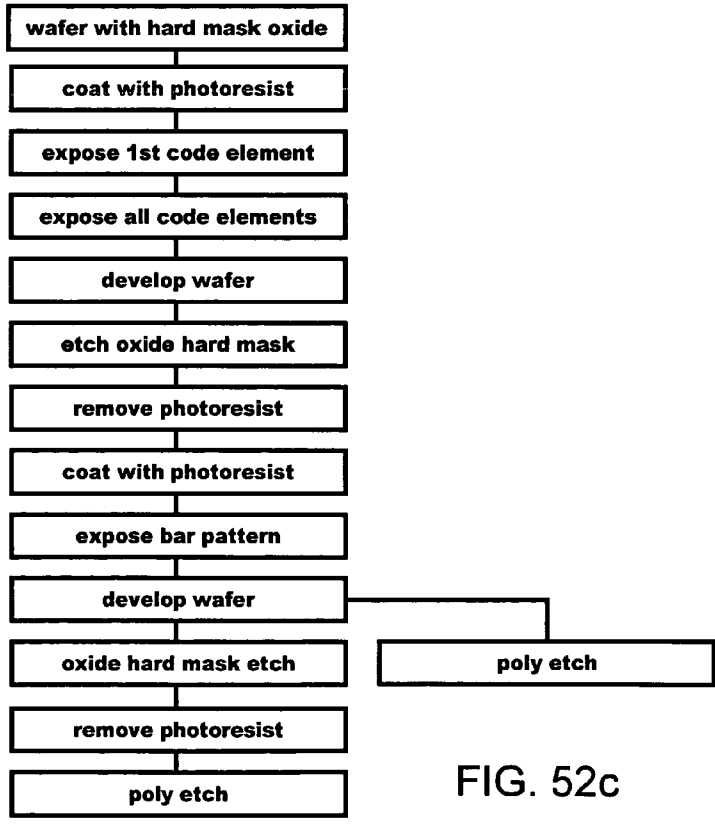 wafer with hard mask oxide
coat with photoresist
expose 1st code element
expose all code elements
develop wafer
etch oxide hard mask
remove photoresist
coat with photoresist
expose bar pattern
develop wafer
oxide hard mask etch
poly etch
remove photoresist
poly etch
FIG. 52c